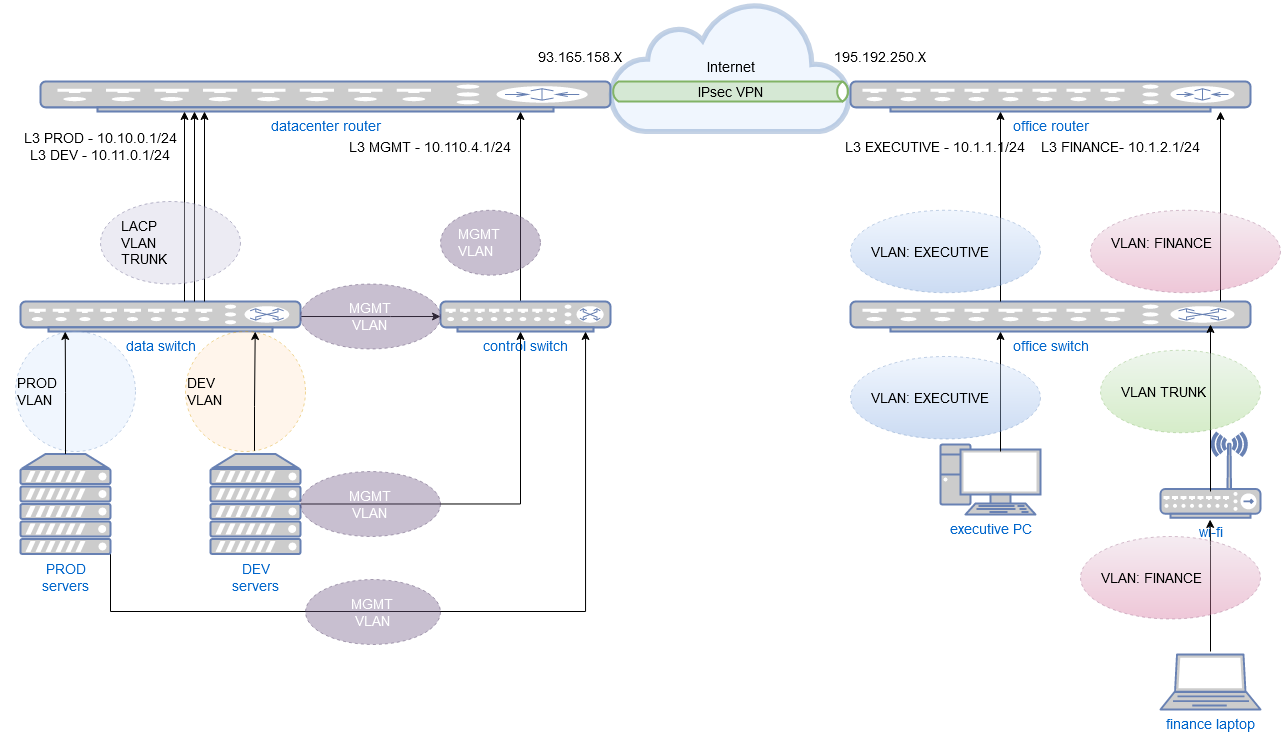 93.165.158.X
195.192.250.X
Internet
IPsec VPN
datacenter router
office router
L3 PROD - 10.10.0.1/24
L3 DEV - 10.11.0.1/24
L3 MGMT - 10.110.4.1/24
L3 EXECUTIVE - 10.1.1.1/24
L3 FINANCE- 10.1.2.1/24
LACP
VLAN
TRUNK
MGMT
VLAN
VLAN: EXECUTIVE
VLAN: FINANCE
MGMT
VLAN
data switch
control switch
office switch
PROD
VLAN
DEV
VLAN
VLAN: EXECUTIVE
VLAN TRUNK
MGMT
VLAN
executive PC
wi-fi
PROD
servers
DEV
servers
VLAN: FINANCE
MGMT
VLAN
finance laptop